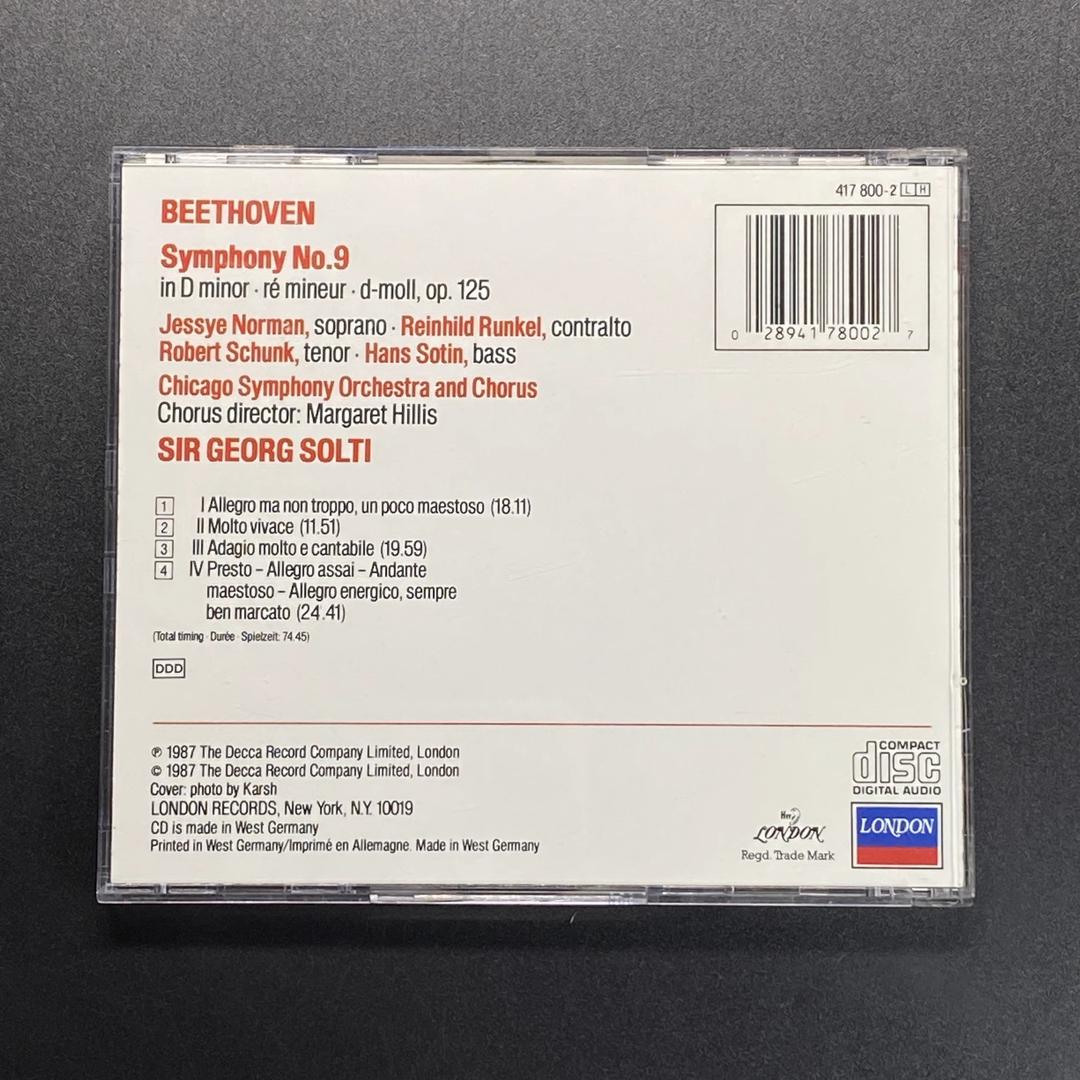 417 800-2 LH
BEETHOVEN
Symphony No.9
in D minor · ré mineur · d-moll, op. 125
Jessye Norman, soprano · Reinhild Runkel, contralto
Robert Schunk, tenor · Hans Sotin, bass
0 28941 78002 7
Chicago Symphony Orchestra and Chorus
Chorus director: Margaret Hillis
SIR GEORG SOLTI
1 I Allegro ma non troppo, un poco maestoso (18.11)
2 II Molto vivace (11.51)
3 III Adagio molto e cantabile (19.59)
4 IV Presto – Allegro assai – Andante
maestoso – Allegro energico, sempre
ben marcato (24.41)
(Total timing · Durée · Spielzeit: 74.45)
DDD
℗ 1987 The Decca Record Company Limited, London
© 1987 The Decca Record Company Limited, London
Cover: photo by Karsh
LONDON RECORDS, New York, N.Y. 10019
CD is made in West Germany
Printed in West Germany/Imprimé en Allemagne. Made in West Germany
COMPACT
disc
DIGITAL AUDIO
LONDON
Regd. Trade Mark
LONDON